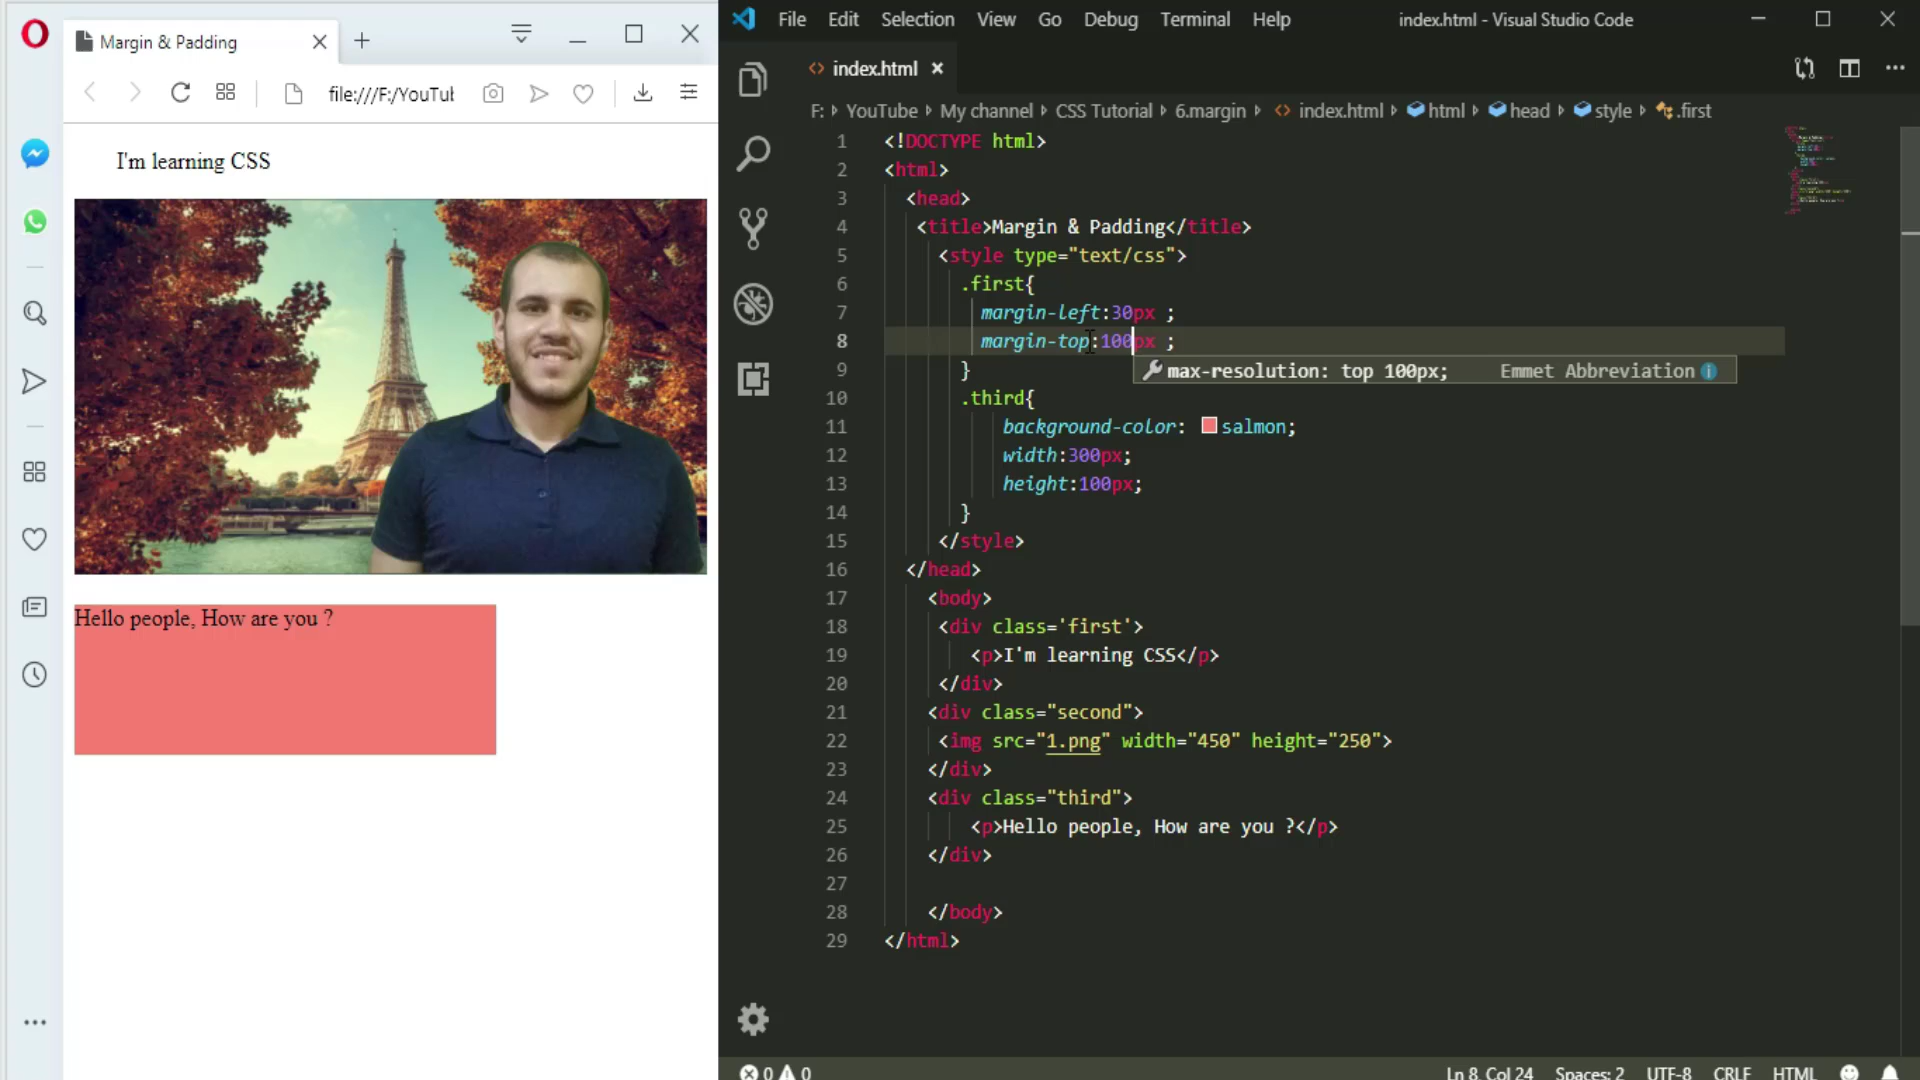 Margin & Padding
file:///F:/YouTub
I'm learning CSS
Hello people, How are you ?
File Edit Selection View Go Debug Terminal Help
index.html - Visual Studio Code
index.html
F: YouTube My channel CSS Tutorial 6.margin index.html html head style .first
1 <!DOCTYPE html>
2 <html>
3 <head>
4 <title>Margin & Padding</title>
5 <style type="text/css">
6 .first{
7 margin-left:30px ;
8 margin-top:100px ;
9 }
max-resolution: top 100px; Emmet Abbreviation
10 .third{
11 background-color: salmon;
12 width:300px;
13 height:100px;
14 }
15 </style>
16 </head>
17 <body>
18 <div class='first'>
19 <p>I'm learning CSS</p>
20 </div>
21 <div class="second">
22 <img src="1.png" width="450" height="250">
23 </div>
24 <div class="third">
25 <p>Hello people, How are you ?</p>
26 </div>
27
28 </body>
29 </html>
0 0
Ln 8, Col 24 Spaces: 2 UTF-8 CRLF HTML